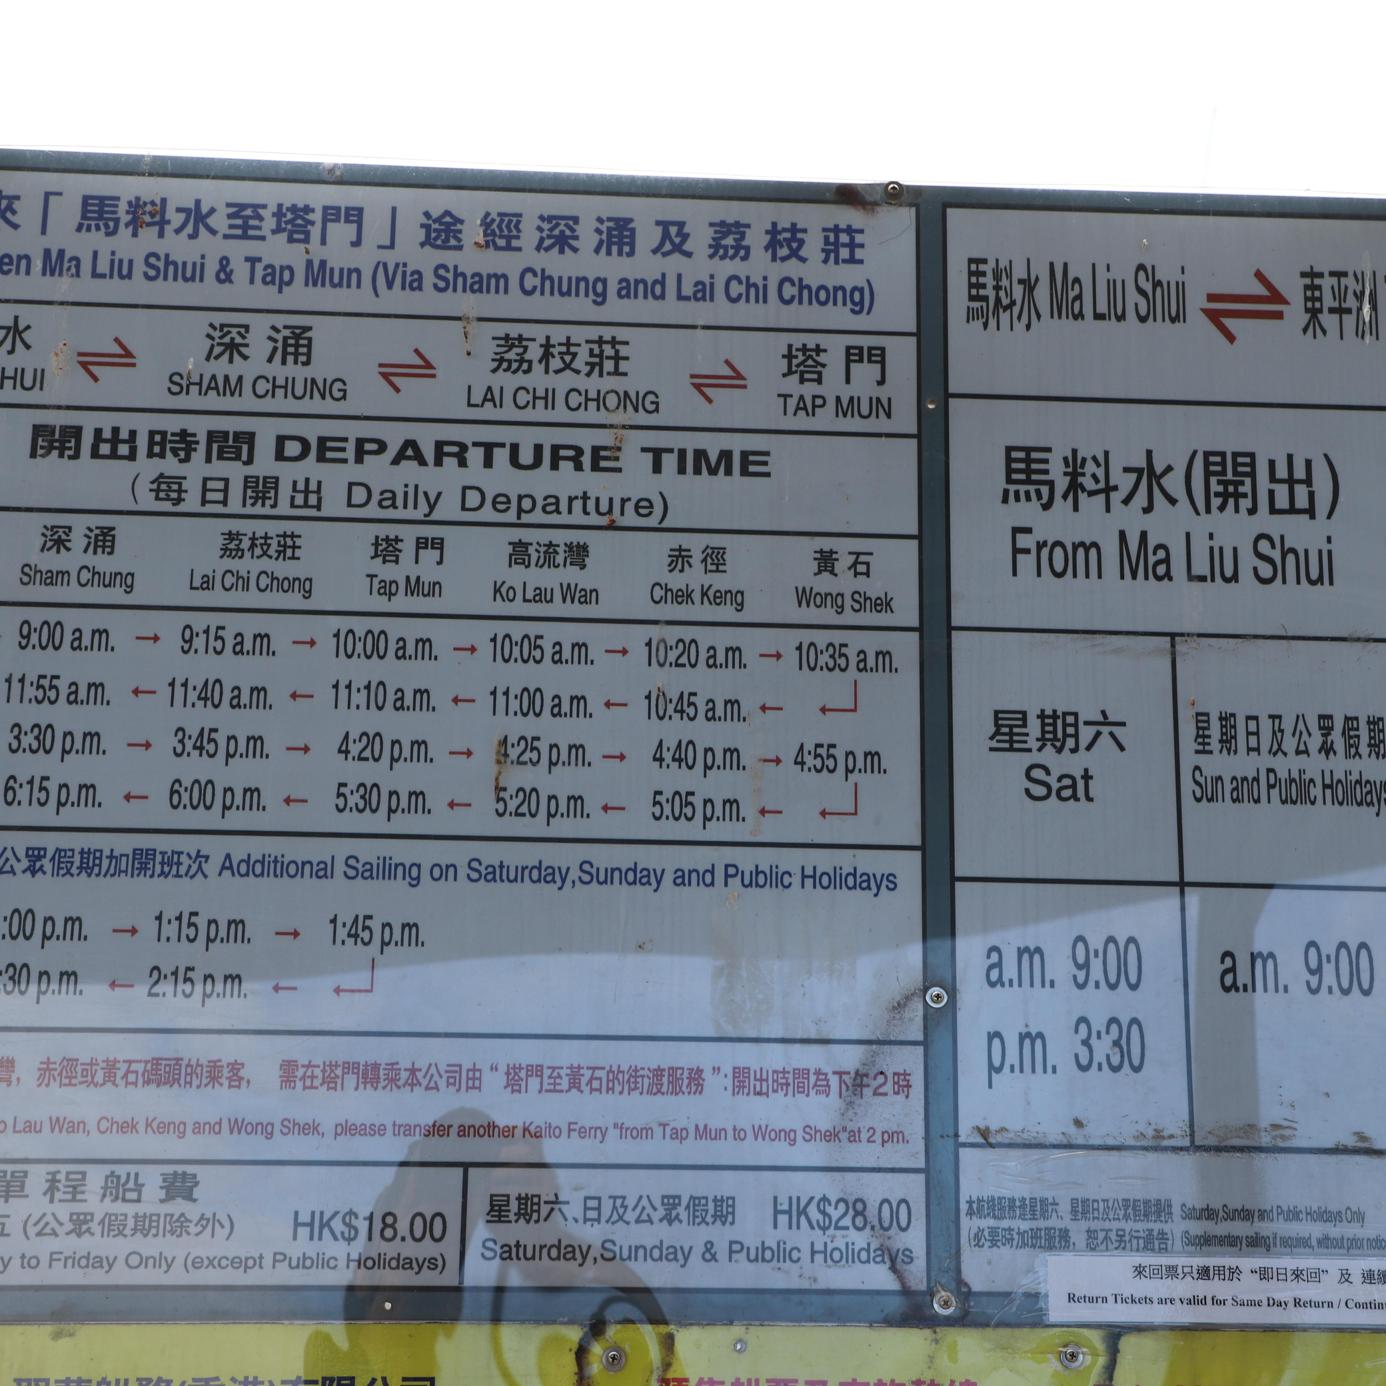 來「馬料水至塔門」途經深涌及荔枝莊
en Ma Liu Shui & Tap Mun (Via Sham Chung and Lai Chi Chong)
水 ⇌ 深涌 ⇌ 荔枝莊 ⇌ 塔門
HUI SHAM CHUNG LAI CHI CHONG TAP MUN
開出時間 DEPARTURE TIME
(每日開出 Daily Departure)
深涌 荔枝莊 塔門 高流灣 赤徑 黃石
Sham Chung Lai Chi Chong Tap Mun Ko Lau Wan Chek Keng Wong Shek
9:00 a.m. → 9:15 a.m. → 10:00 a.m. → 10:05 a.m. → 10:20 a.m. → 10:35 a.m.
11:55 a.m. ← 11:40 a.m. ← 11:10 a.m. ← 11:00 a.m. ← 10:45 a.m. ←
3:30 p.m. → 3:45 p.m. → 4:20 p.m. → 4:25 p.m. → 4:40 p.m. → 4:55 p.m.
6:15 p.m. ← 6:00 p.m. ← 5:30 p.m. ← 5:20 p.m. ← 5:05 p.m. ←
公眾假期加開班次 Additional Sailing on Saturday,Sunday and Public Holidays
:00 p.m. → 1:15 p.m. → 1:45 p.m.
:30 p.m. ← 2:15 p.m. ←
灣，赤徑或黃石碼頭的乘客， 需在塔門轉乘本公司由“塔門至黃石的街渡服務”:開出時間為下午2時
o Lau Wan, Chek Keng and Wong Shek, please transfer another Kaito Ferry "from Tap Mun to Wong Shek"at 2 pm.
單程船費
五 (公眾假期除外) HK$18.00
y to Friday Only (except Public Holidays)
星期六、日及公眾假期 HK$28.00
Saturday,Sunday & Public Holidays
馬料水 Ma Liu Shui ⇌ 東平洲
馬料水(開出)
From Ma Liu Shui
星期六
Sat
星期日及公眾假期
Sun and Public Holidays
a.m. 9:00 a.m. 9:00
p.m. 3:30
本航线服務逢星期六、星期日及公眾假期提供 Saturday,Sunday and Public Holidays Only
(必要時加班服務，恕不另行通告) (Supplementary sailing if required, without prior notic
來回票只適用於“即日來回”及 連續
Return Tickets are valid for Same Day Return / Contin